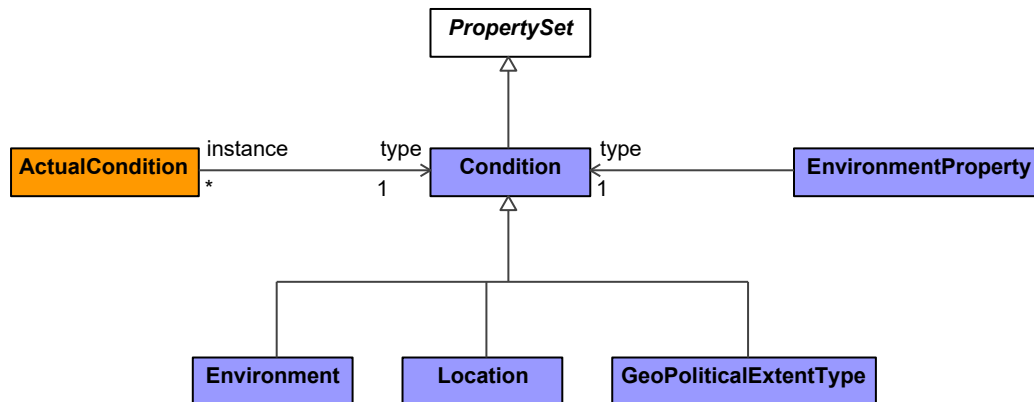 PropertySet
instance
type
type
ActualCondition
Condition
EnvironmentProperty
*
1
1
Environment
Location
GeoPoliticalExtentType